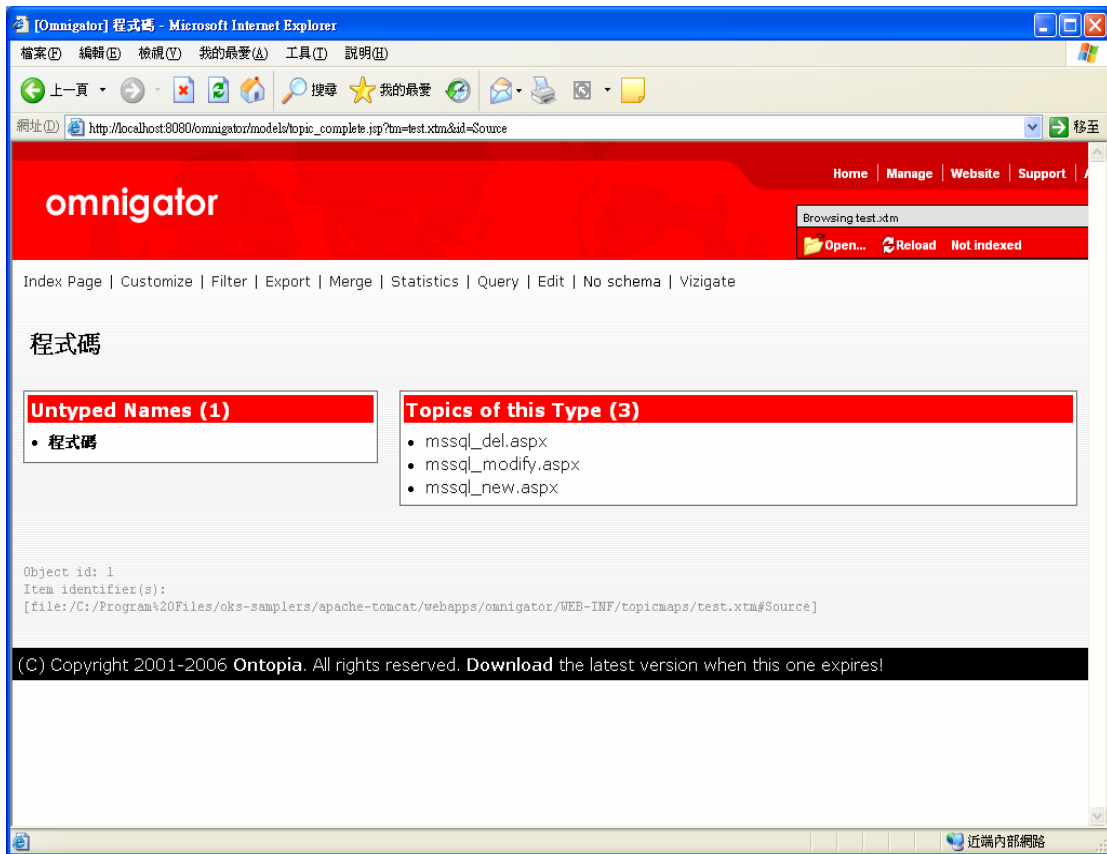 [Omnigator] 程式碼 - Microsoft Internet Explorer
檔案(F) 編輯(E) 檢視(V) 我的最愛(A) 工具(T) 說明(H)
上一頁 搜尋 我的最愛
網址(D) http://localhost:8080/omnigator/models/topic_complete.jsp?tm=test.xtm&id=Source 移至
Home | Manage | Website | Support |
omnigator
Browsing test.xtm
Open... Reload Not indexed
Index Page | Customize | Filter | Export | Merge | Statistics | Query | Edit | No schema | Vizigate
程式碼
Untyped Names (1)
• 程式碼
Topics of this Type (3)
• mssql_del.aspx
• mssql_modify.aspx
• mssql_new.aspx
Object id: 1
Item identifier(s):
[file:/C:/Program%20Files/oks-samplers/apache-tomcat/webapps/omnigator/WEB-INF/topicmaps/test.xtm#Source]
(C) Copyright 2001-2006 Ontopia. All rights reserved. Download the latest version when this one expires!
近端內部網路